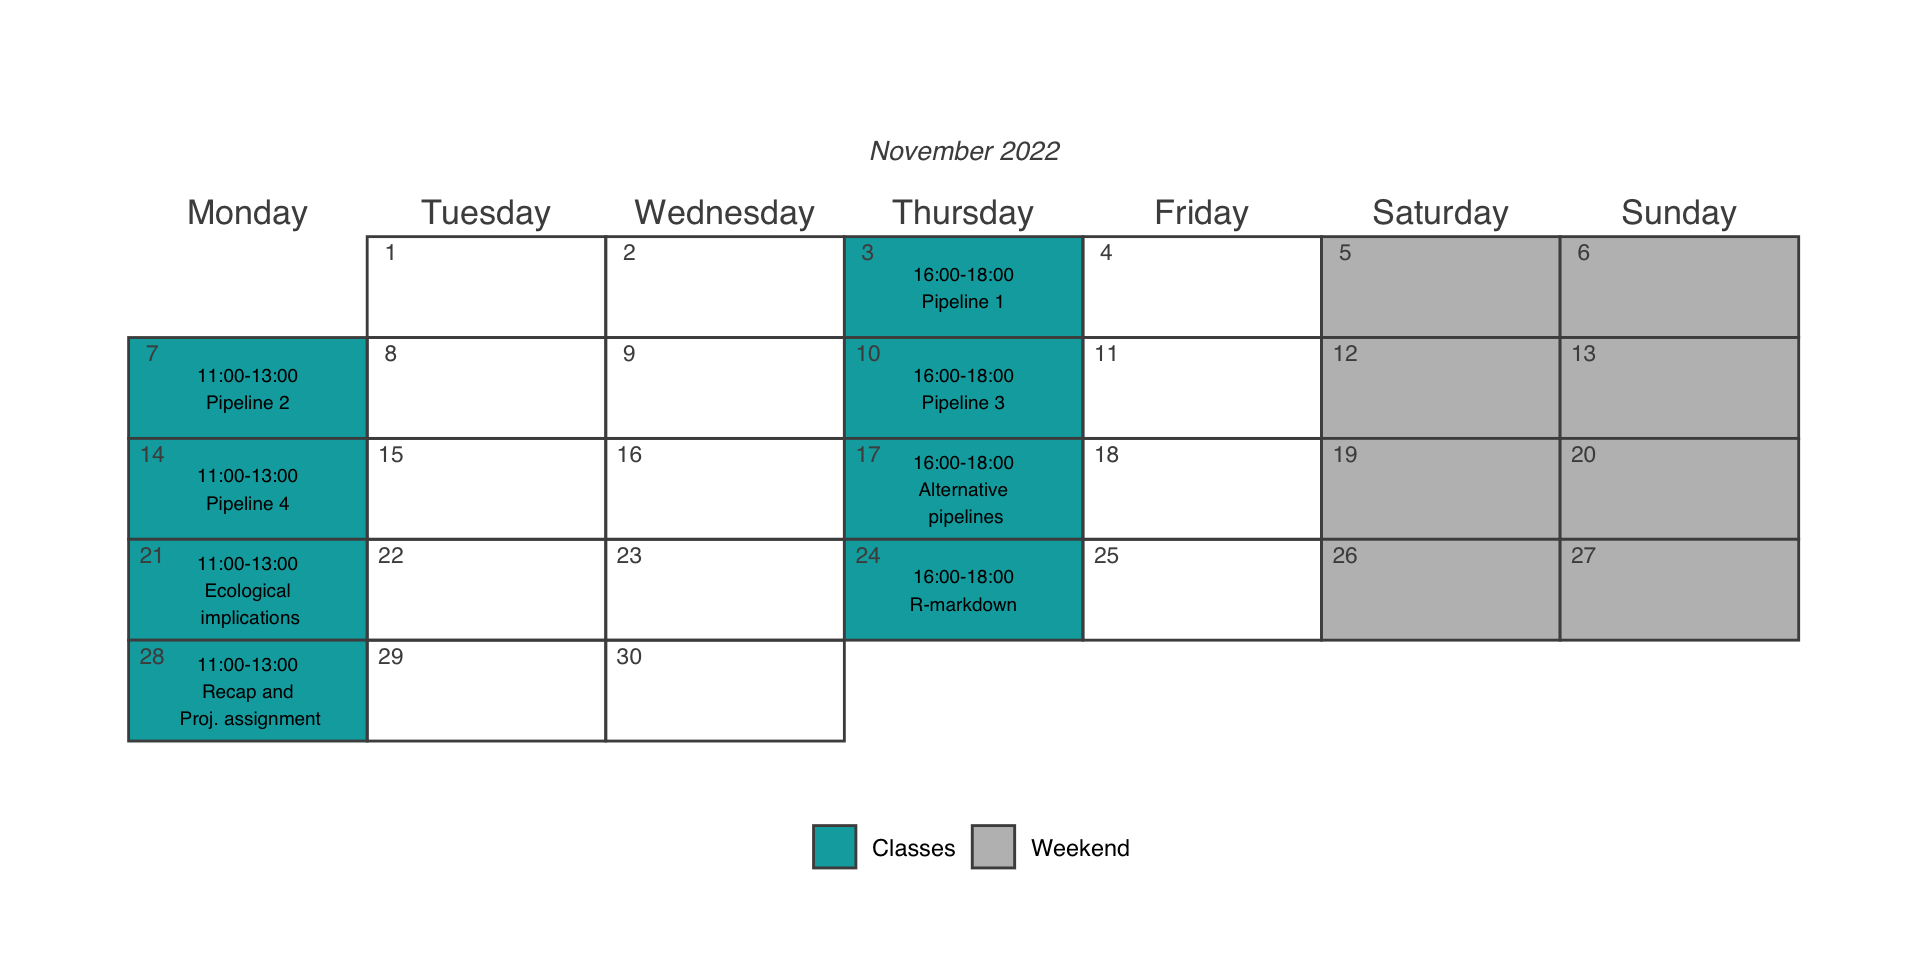 November 2022
Monday Tuesday Wednesday Thursday Friday Saturday Sunday
1
2
3
16:00-18:00
Pipeline 1
4
5
6
7
11:00-13:00
Pipeline 2
8
9
10
16:00-18:00
Pipeline 3
11
12
13
14
11:00-13:00
Pipeline 4
15
16
17
16:00-18:00
Alternative
pipelines
18
19
20
21
11:00-13:00
Ecological
implications
22
23
24
16:00-18:00
R-markdown
25
26
27
28
11:00-13:00
Recap and
Proj. assignment
29
30
Classes
Weekend